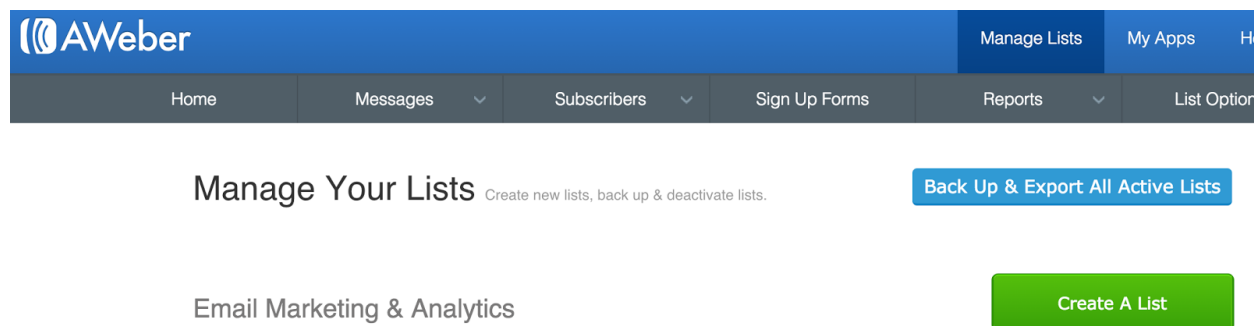 AWeber
Manage Lists
My Apps
Home
Messages
Subscribers
Sign Up Forms
Reports
Manage Your Lists
Create new lists, back up & deactivate lists.
Back Up & Export All Active Lists
Email Marketing & Analytics
Create A List